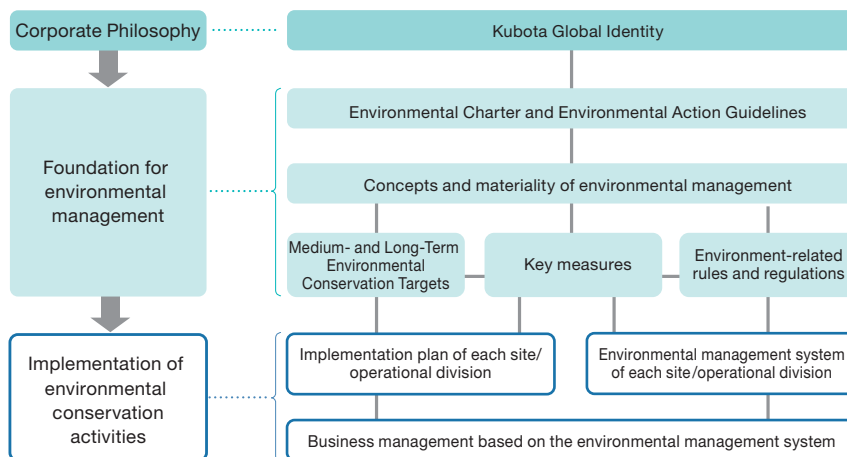 Corporate Philosophy
Kubota Global Identity
Foundation for
environmental
management
Environmental Charter and Environmental Action Guidelines
Concepts and materiality of environmental management
Medium- and Long-Term
Environmental
Conservation Targets
Key measures
Environment-related
rules and regulations
Implementation of
environmental
conservation
activities
Implementation plan of each site/
operational division
Environmental management system
of each site/operational division
Business management based on the environmental management system